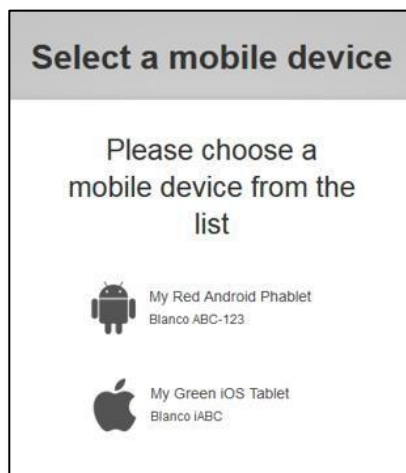 Select a mobile device
Please choose a
mobile device from the
list
My Red Android Phablet
Blanco ABC-123
My Green iOS Tablet
Blanco iABC